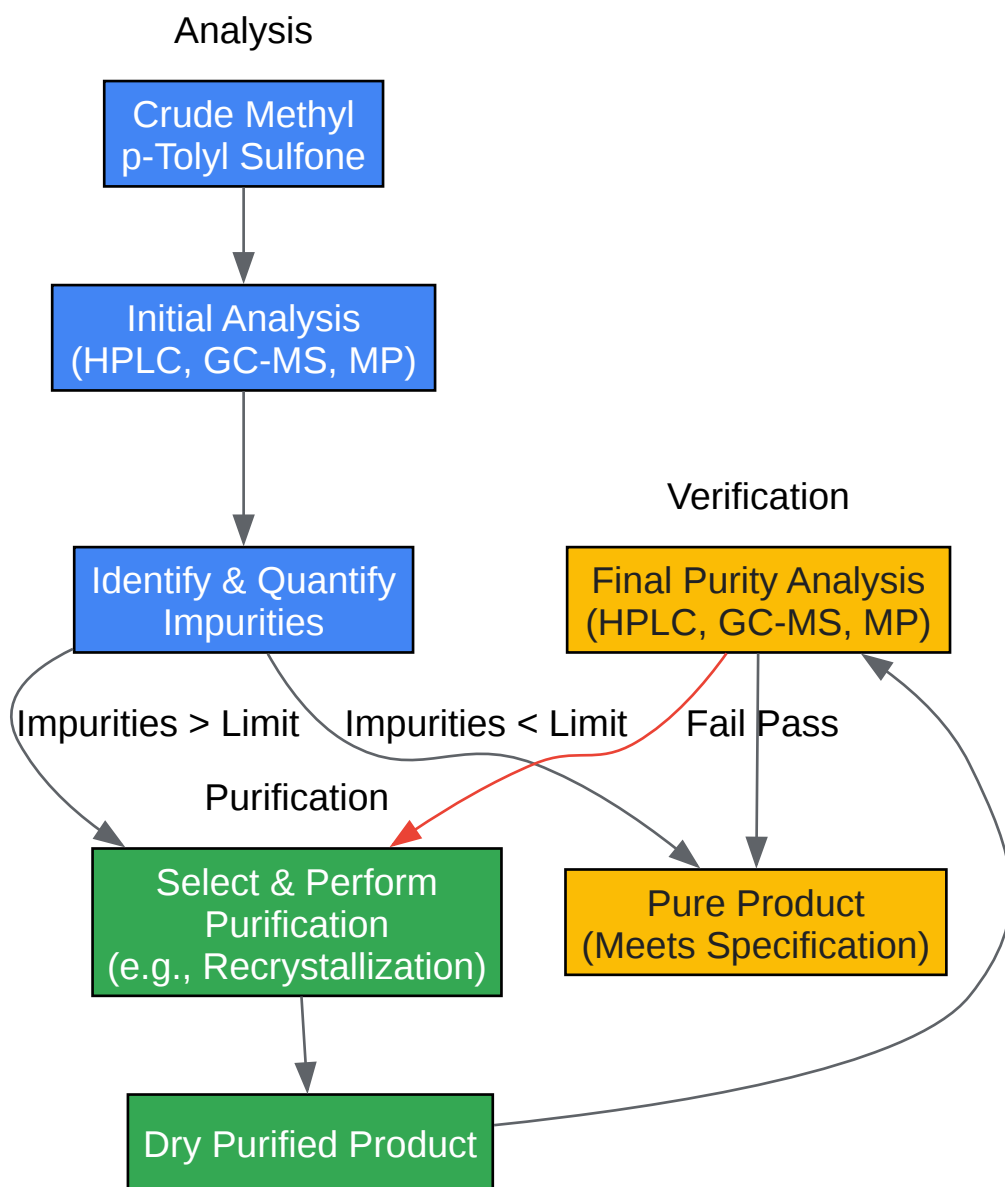 Analysis
Crude Methyl
p-Tolyl Sulfone
Initial Analysis
(HPLC, GC-MS, MP)
Verification
Identify & Quantify
Impurities
Final Purity Analysis
(HPLC, GC-MS, MP)
Impurities > Limit
Impurities < Limit
Fail
Pass
Purification
Select & Perform
Purification
(e.g., Recrystallization)
Pure Product
(Meets Specification)
Dry Purified Product